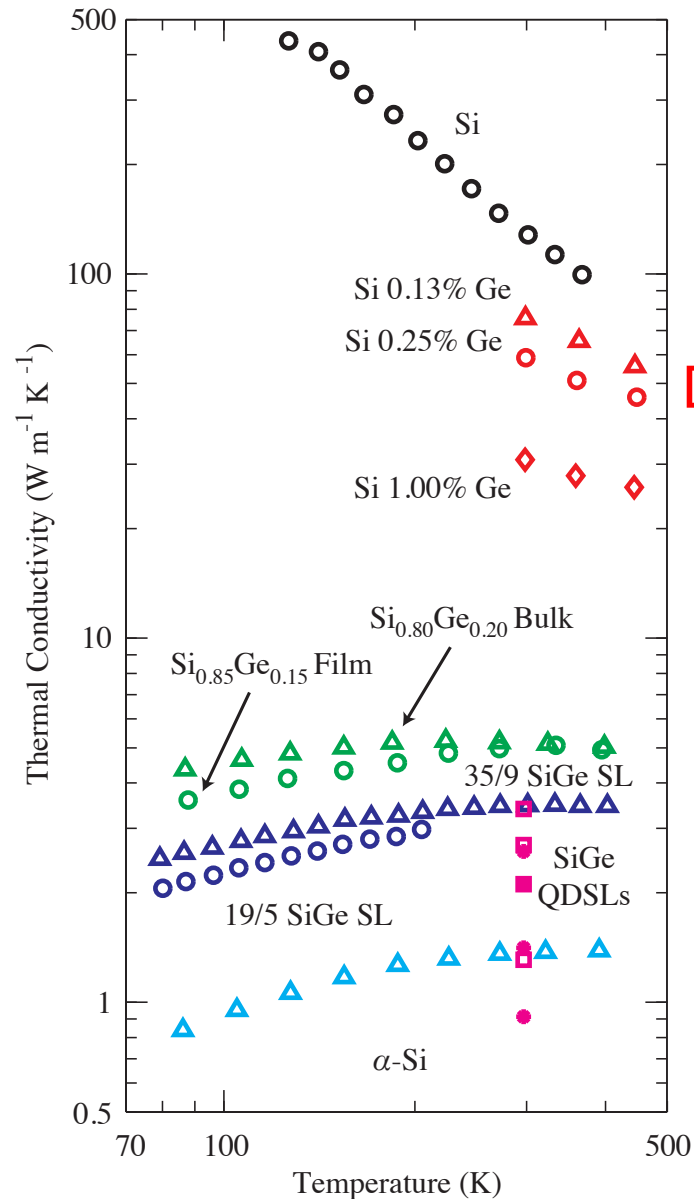 500
Si
100
Si 0.13% Ge
Si 0.25% Ge
Si 1.00% Ge
Thermal Conductivity (W m⁻¹ K⁻¹)
10
Si₀.₈₀Ge₀.₂₀ Bulk
Si₀.₈₅Ge₀.₁₅ Film
35/9 SiGe SL
SiGe
QDSLs
19/5 SiGe SL
1
α-Si
0.5
70
100
500
Temperature (K)